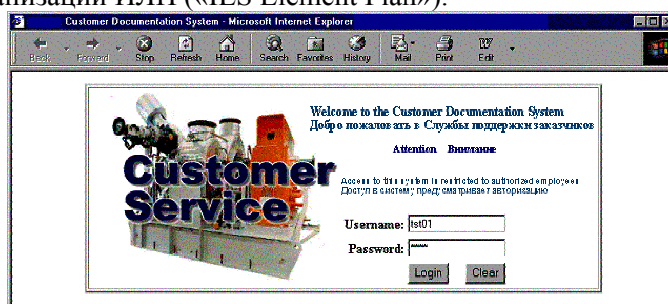 низации ИЛП («IES Element Plan»).
Customer Documentation System - Microsoft Internet Explorer
Back Forward Stop Refresh Home Search Favorites History Mail Print Edit
Welcome to the Customer Documentation System
Добро пожаловать в Службы поддержки заказчиков
Attention Внимание
Access to this system is restricted to authorized employees
Доступ в систему предусматривает авторизацию
Customer
Service
Username: tst01
Password: ****
Login Clear